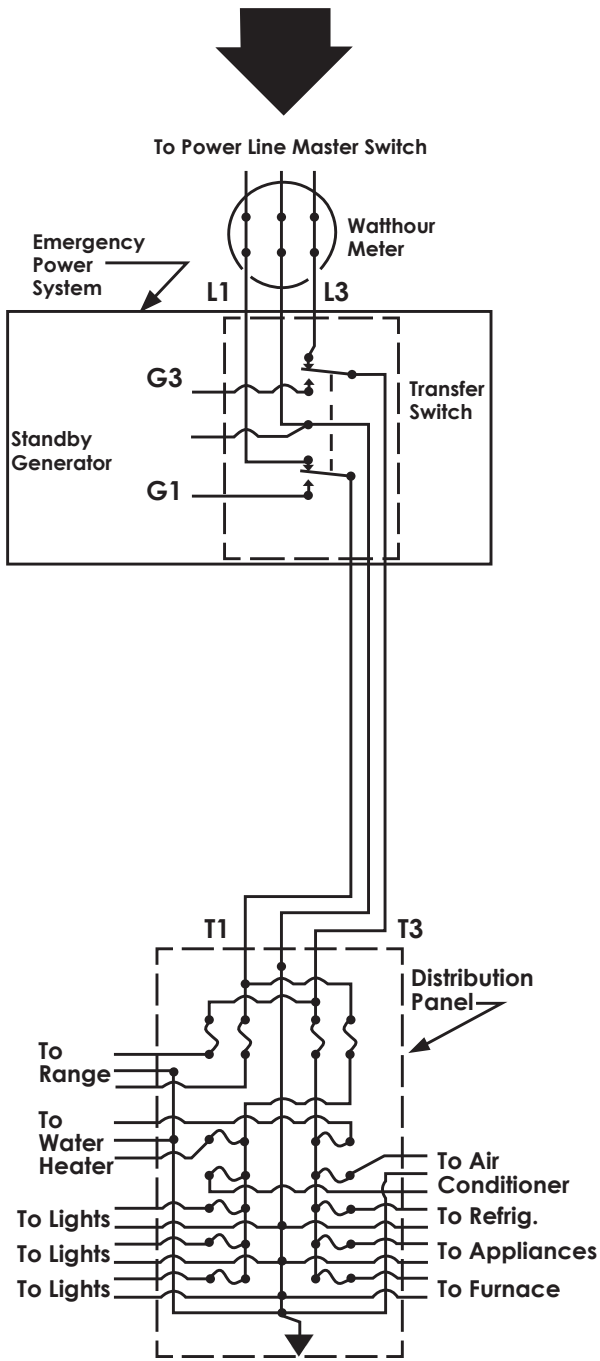 To Power Line Master Switch
Watthour
Meter
Emergency
Power
System
L1
L3
G3
Transfer
Switch
Standby
Generator
G1
T1
T3
Distribution
Panel
To
Range
To
Water
Heater
To Air
Conditioner
To Lights
To Refrig.
To Lights
To Appliances
To Lights
To Furnace